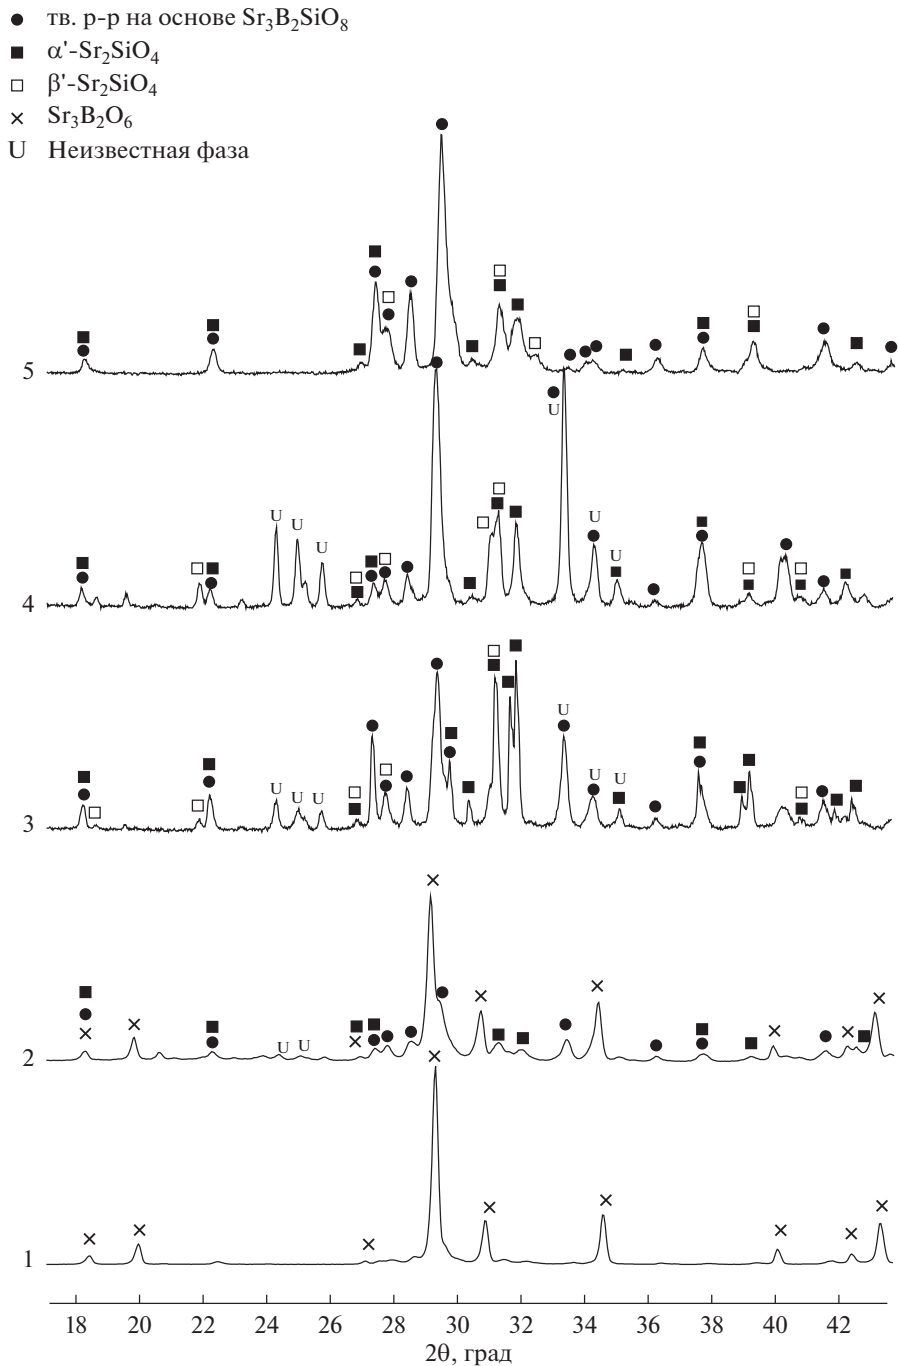 ● тв. р-р на основе Sr₃B₂SiO₈
■ α'-Sr₂SiO₄
□ β'-Sr₂SiO₄
× Sr₃B₂O₆
U Неизвестная фаза
5
U
4
U
U
U
U
U
U
3
U
U
U
U
U
2
U
U
1
18 20 22 24 26 28 30 32 34 36 38 40 42
2θ, град